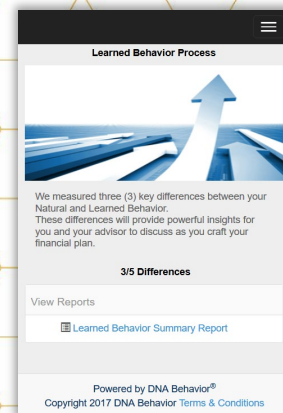 Learned Behavior Process
We measured three (3) key differences between your
Natural and Learned Behavior.
These differences will provide powerful insights for
you and your advisor to discuss as you craft your
financial plan.
3/5 Differences
View Reports
Learned Behavior Summary Report
Powered by DNA Behavior®
Copyright 2017 DNA Behavior Terms & Conditions